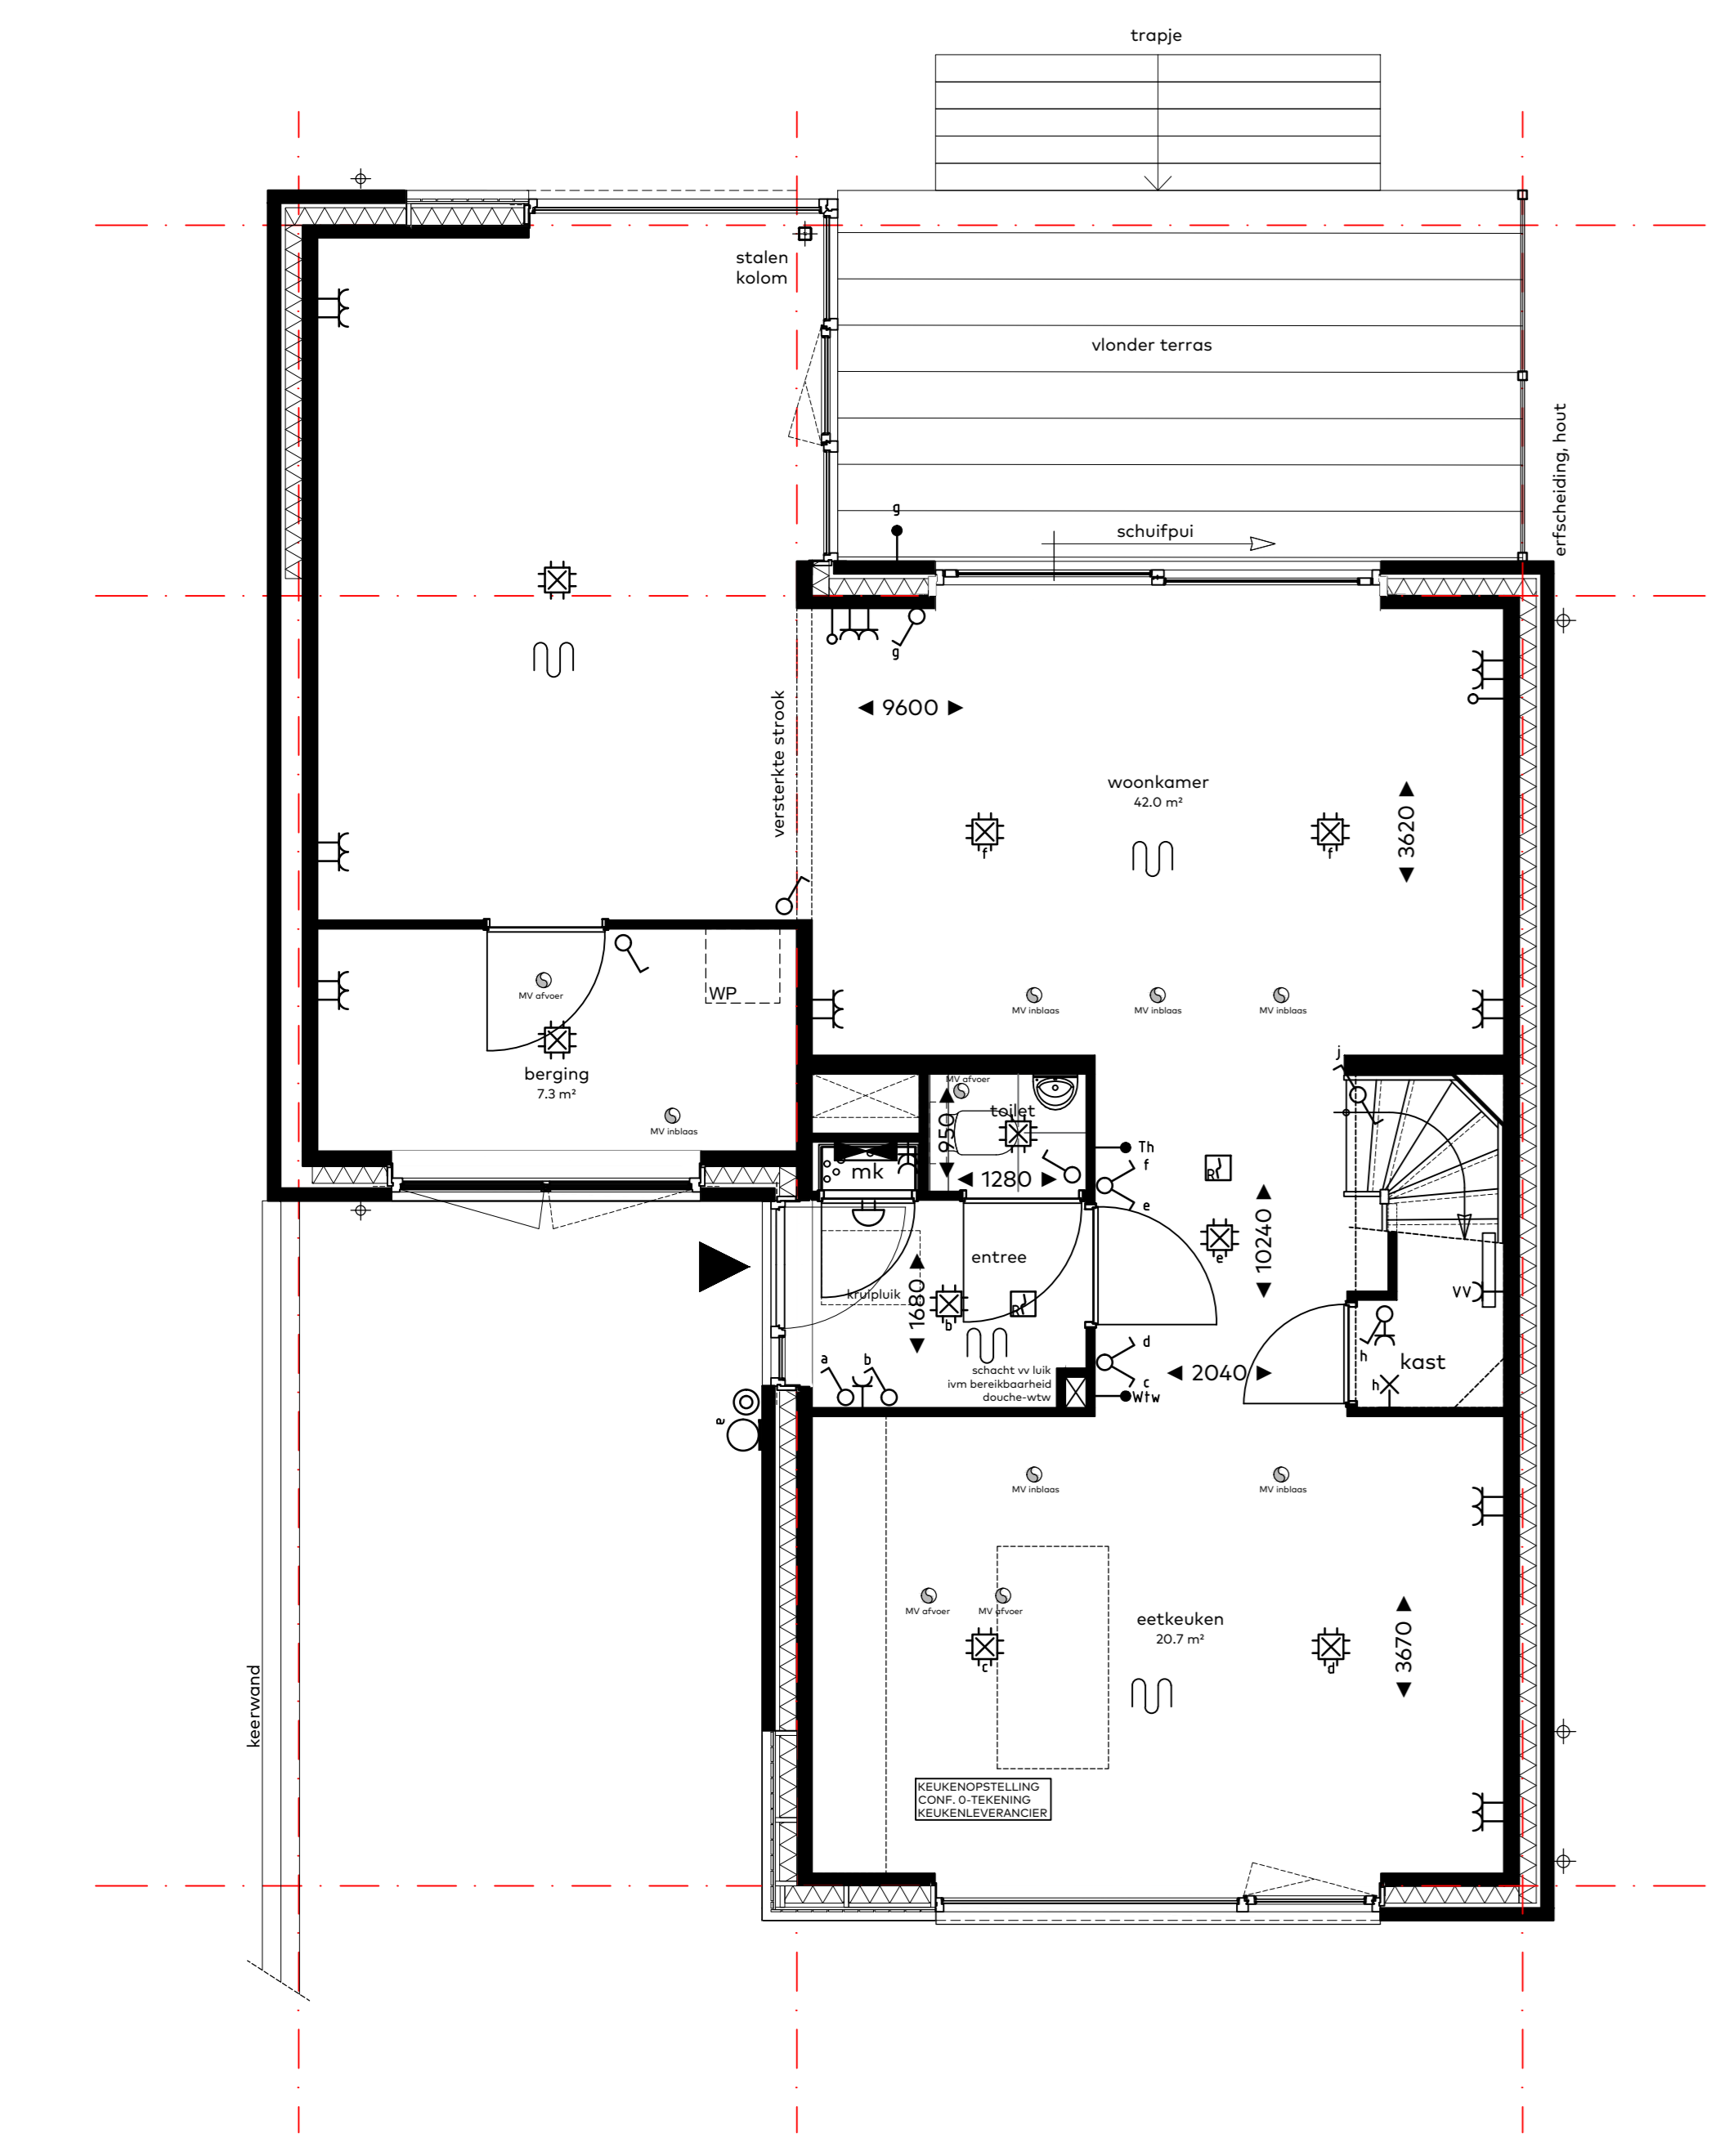 trapje
stalen
kolom
vlonder terras
erfscheiding, hout
g
schuifpui
g
9600
versterkte strook
woonkamer
42.0 m²
3620
f
f
MV afvoer
WP
MV inblaas
MV inblaas
MV inblaas
berging
7.3 m²
MV inblaas
j
MV afvoer
toilet
950
1280
mk
Th
f
e
R
10240
e
entree
kruipluik
1680
b
R
VV
a
b
schacht vv luik
ivm bereikbaarheid
douche-wtw
d
c
Wtw
2040
h
kast
h
e
MV inblaas
MV inblaas
MV afvoer
MV afvoer
eetkeuken
20.7 m²
c
d
3670
keerwand
KEUKENOPSTELLING
CONF. 0-TEKENING
KEUKENLEVERANCIER